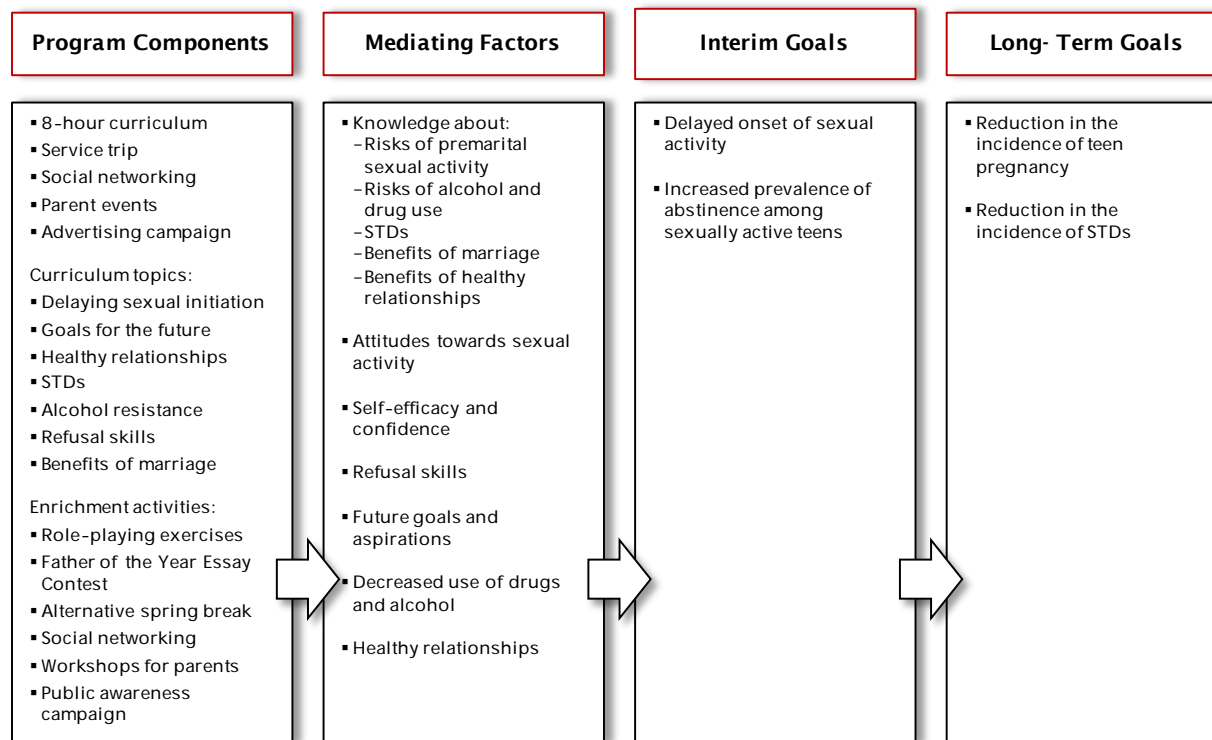 Program Components
▪ 8-hour curriculum
▪ Service trip
▪ Social networking
▪ Parent events
▪ Advertising campaign
Curriculum topics:
▪ Delaying sexual initiation
▪ Goals for the future
▪ Healthy relationships
▪ STDs
▪ Alcohol resistance
▪ Refusal skills
▪ Benefits of marriage
Enrichment activities:
▪ Role-playing exercises
▪ Father of the Year Essay
Contest
▪ Alternative spring break
▪ Social networking
▪ Workshops for parents
▪ Public awareness
campaign
Mediating Factors
▪ Knowledge about:
–Risks of premarital
sexual activity
–Risks of alcohol and
drug use
–STDs
–Benefits of marriage
–Benefits of healthy
relationships
▪ Attitudes towards sexual
activity
▪ Self-efficacy and
confidence
▪ Refusal skills
▪ Future goals and
aspirations
▪ Decreased use of drugs
and alcohol
▪ Healthy relationships
Interim Goals
▪ Delayed onset of sexual
activity
▪ Increased prevalence of
abstinence among
sexually active teens
Long- Term Goals
▪ Reduction in the
incidence of teen
pregnancy
▪ Reduction in the
incidence of STDs